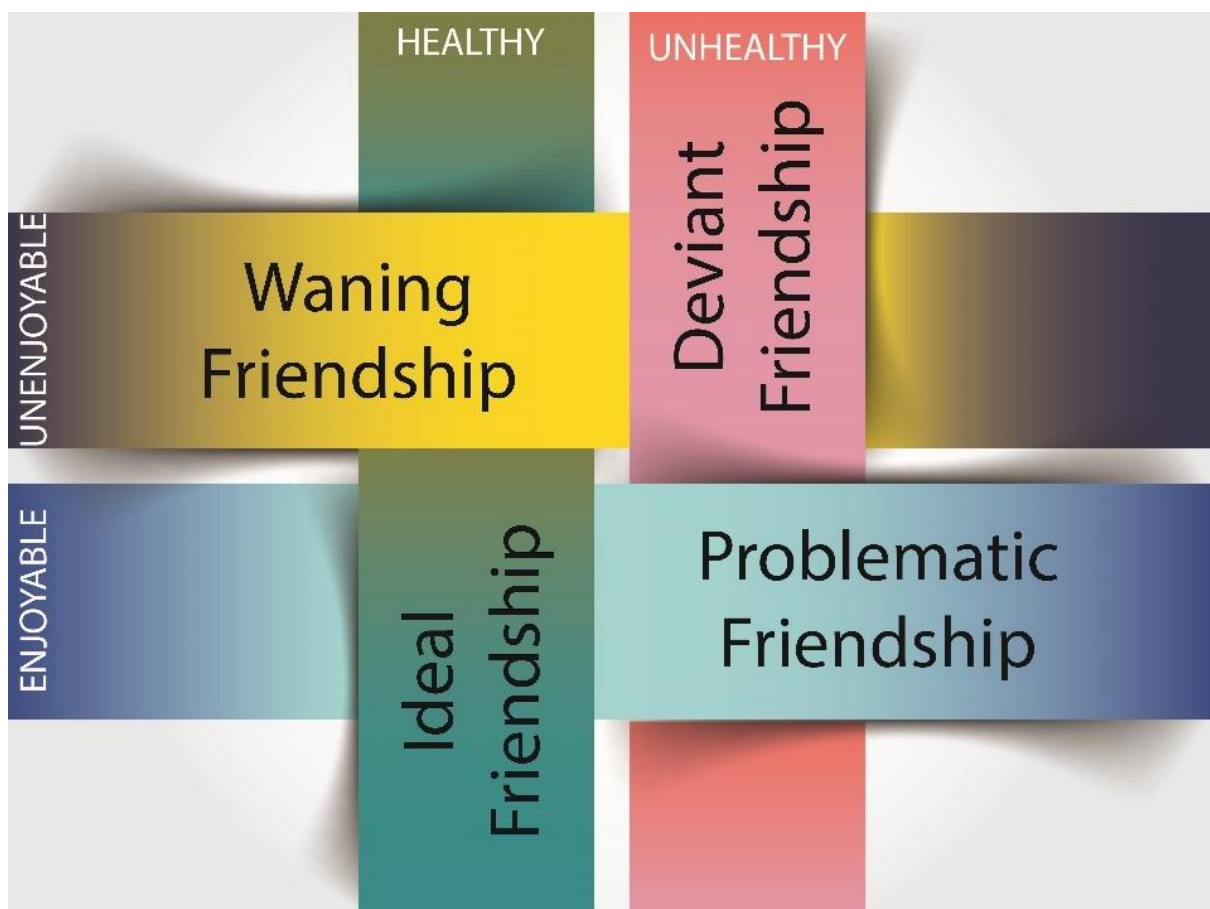 HEALTHY
UNHEALTHY
UNENJOYABLE
Waning
Friendship
Deviant
Friendship
ENJOYABLE
Ideal
Friendship
Problematic
Friendship